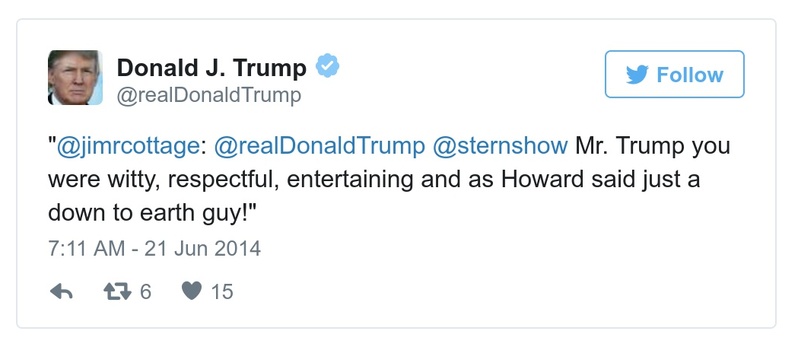 Donald J. Trump
@realDonaldTrump
Follow
"@jimrcottage: @realDonaldTrump @sternshow Mr. Trump you
were witty, respectful, entertaining and as Howard said just a
down to earth guy!"
7:11 AM - 21 Jun 2014
6 15